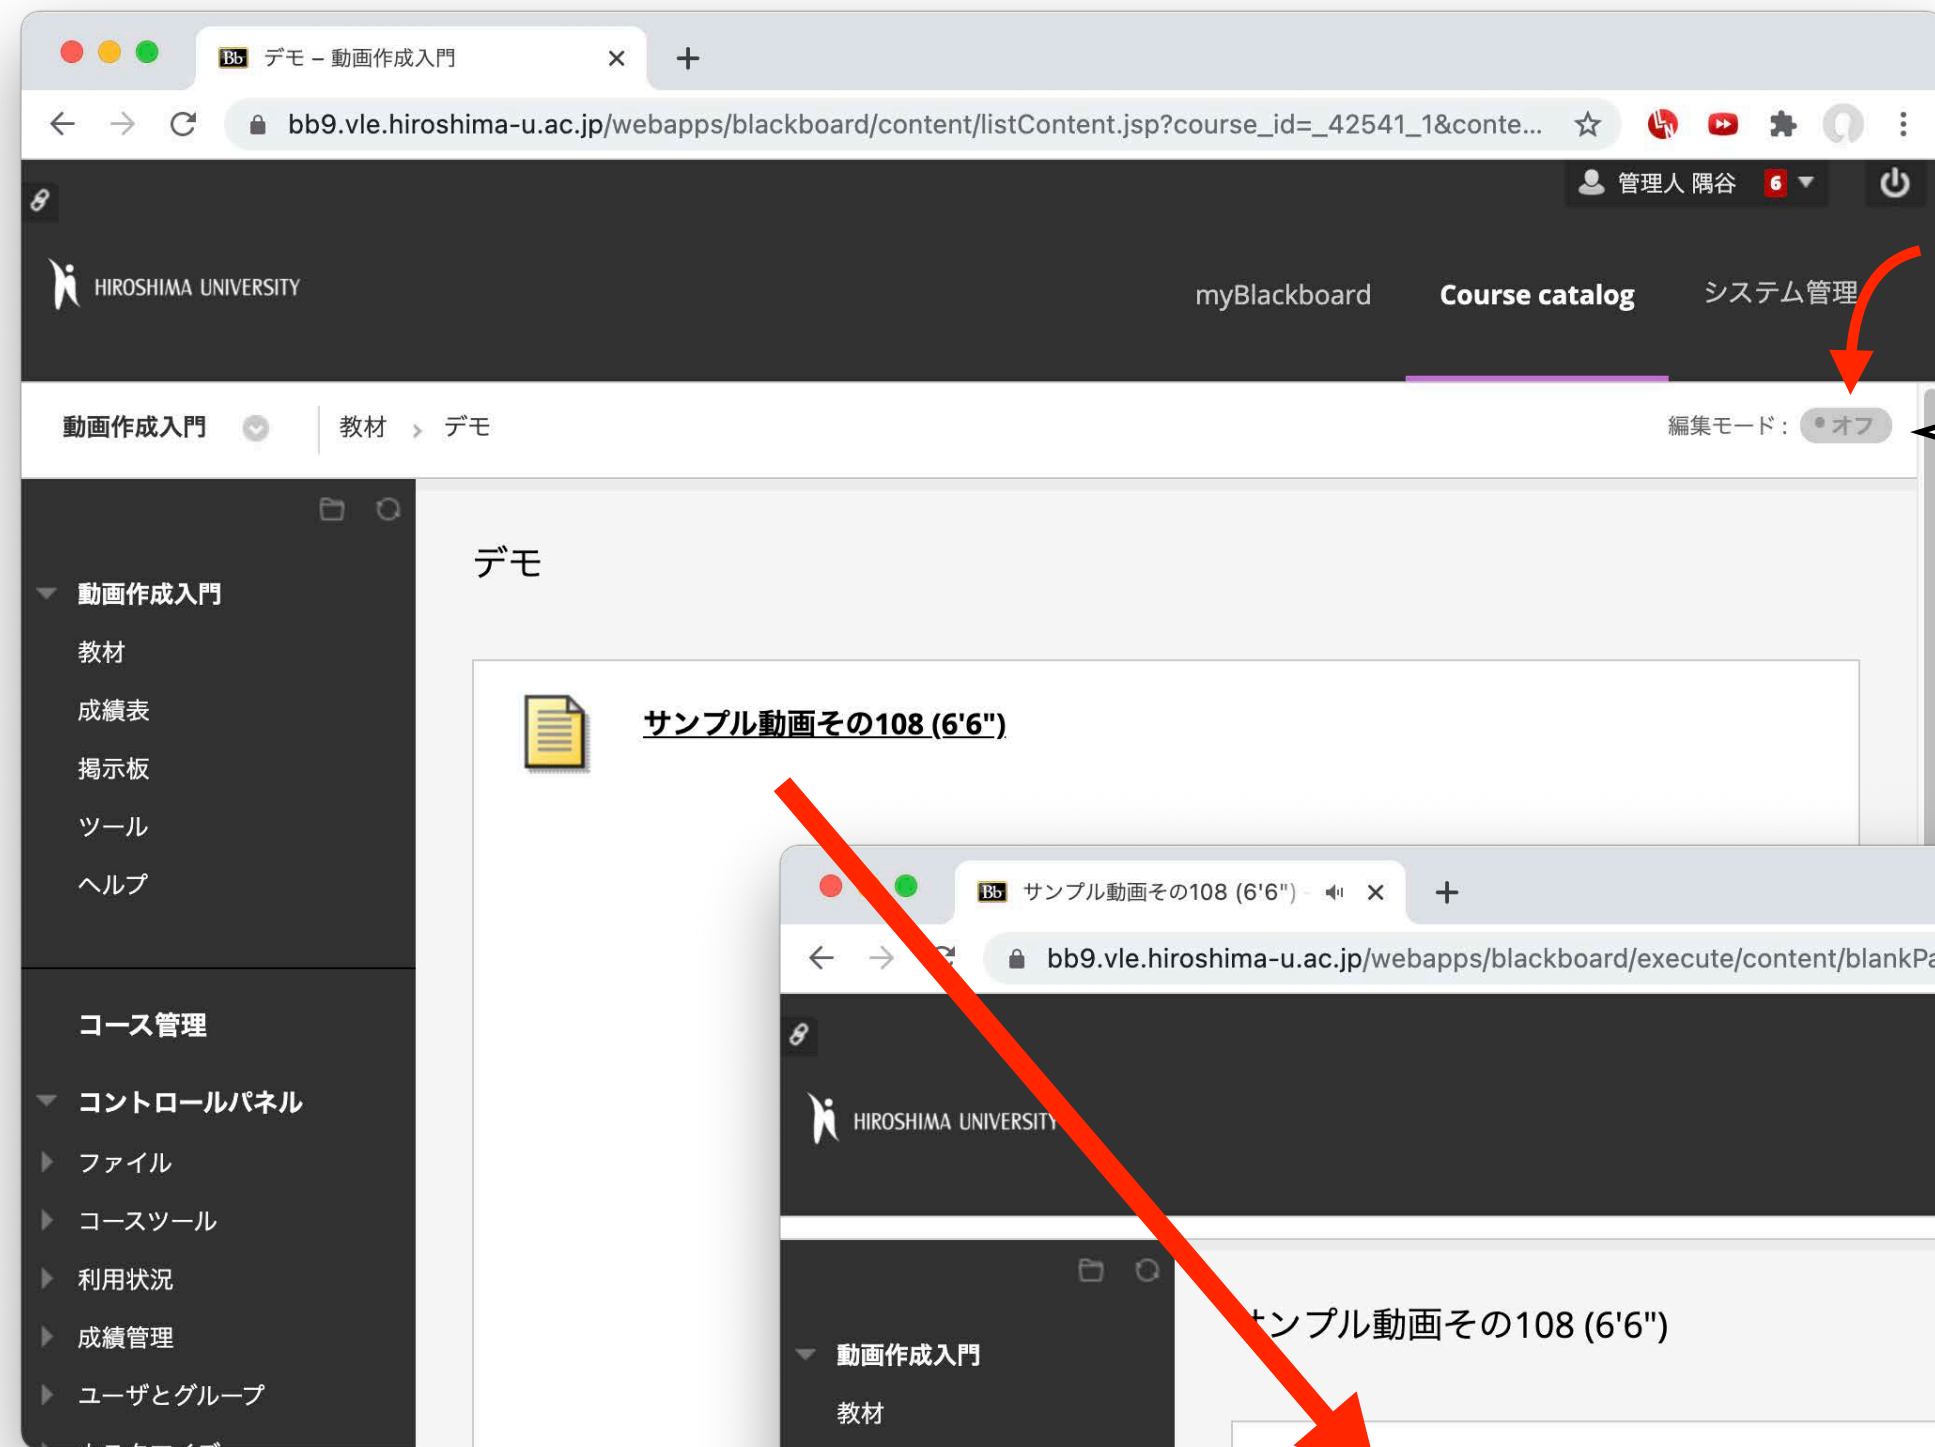 デモ – 動画作成入門
bb9.vle.hiroshima-u.ac.jp/webapps/blackboard/content/listContent.jsp?course_id=_42541_1&conte...
管理人 隅谷 6
HIROSHIMA UNIVERSITY
myBlackboard Course catalog システム管理
動画作成入門 教材 デモ 編集モード : オフ
デモ
動画作成入門
教材
成績表
掲示板
ツール
ヘルプ
サンプル動画その108 (6'6")
コース管理
コントロールパネル
ファイル
コースツール
利用状況
成績管理
ユーザとグループ
サンプル動画その108 (6'6") -
bb9.vle.hiroshima-u.ac.jp/webapps/blackboard/execute/content/blankPa
HIROSHIMA UNIVERSITY
動画作成入門
教材
ンプル動画その108 (6'6")